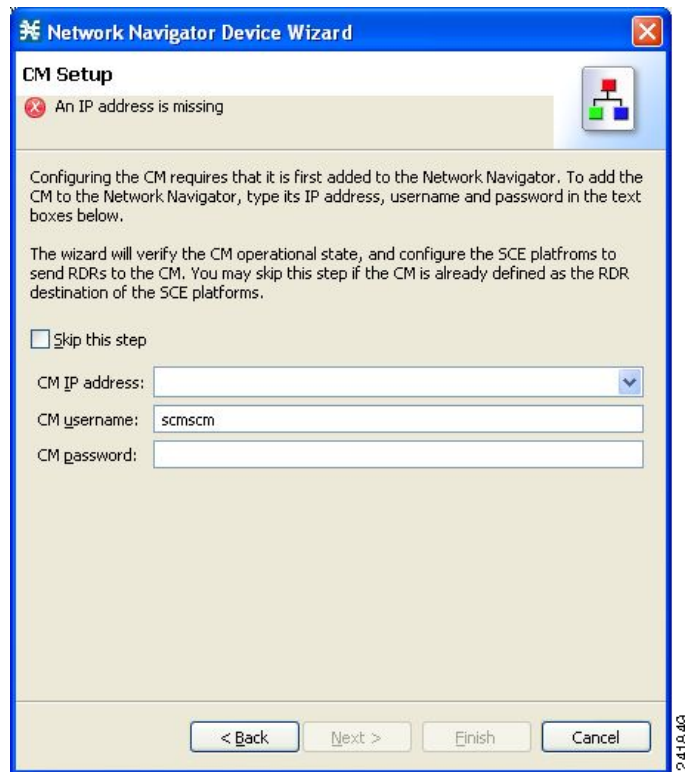 Network Navigator Device Wizard
CM Setup
An IP address is missing
Configuring the CM requires that it is first added to the Network Navigator. To add the
CM to the Network Navigator, type its IP address, username and password in the text
boxes below.
The wizard will verify the CM operational state, and configure the SCE platfroms to
send RDRs to the CM. You may skip this step if the CM is already defined as the RDR
destination of the SCE platforms.
Skip this step
CM IP address:
CM username: scmscm
CM password:
< Back Next > Finish Cancel
241849